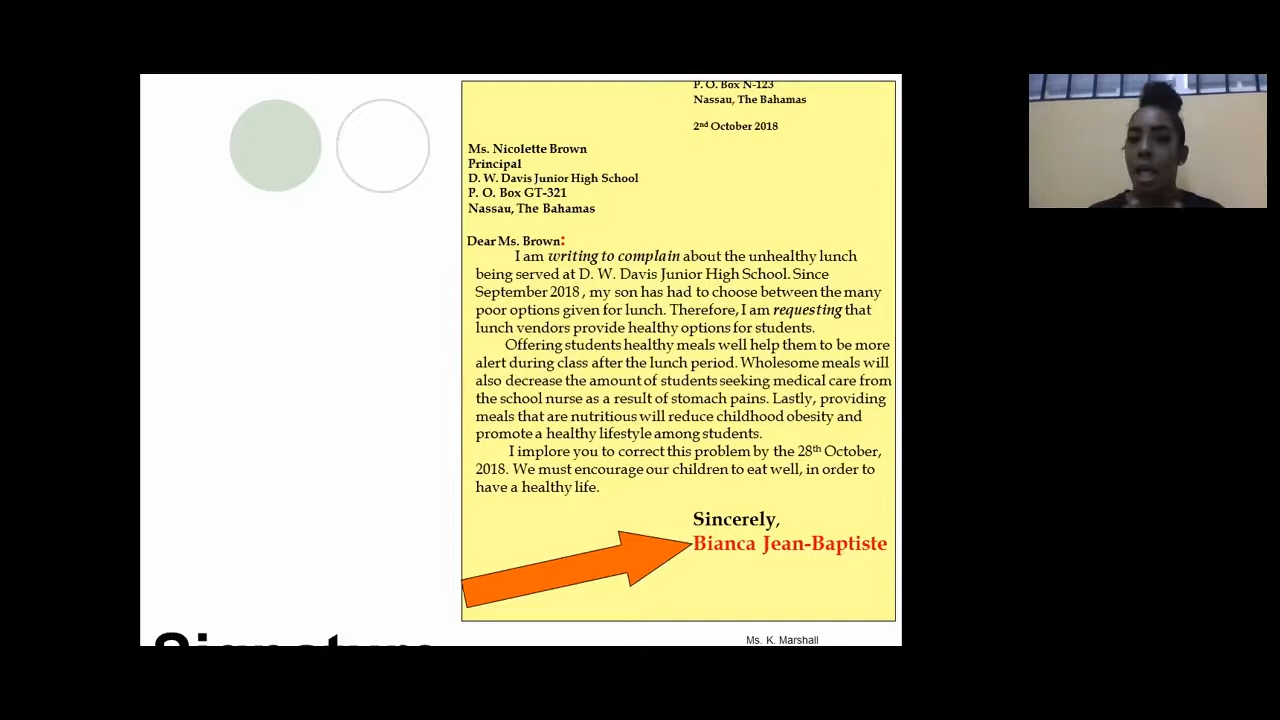 P. O. Box N-123
Nassau, The Bahamas
2nd October 2018
Ms. Nicolette Brown
Principal
D. W. Davis Junior High School
P. O. Box GT-321
Nassau, The Bahamas
Dear Ms. Brown:
I am writing to complain about the unhealthy lunch
being served at D. W. Davis Junior High School. Since
September 2018, my son has had to choose between the many
poor options given for lunch. Therefore, I am requesting that
lunch vendors provide healthy options for students.
Offering students healthy meals well help them to be more
alert during class after the lunch period. Wholesome meals will
also decrease the amount of students seeking medical care from
the school nurse as a result of stomach pains. Lastly, providing
meals that are nutritious will reduce childhood obesity and
promote a healthy lifestyle among students.
I implore you to correct this problem by the 28th October,
2018. We must encourage our children to eat well, in order to
have a healthy life.
Sincerely,
Bianca Jean-Baptiste
Signature
Ms. K. Marshall